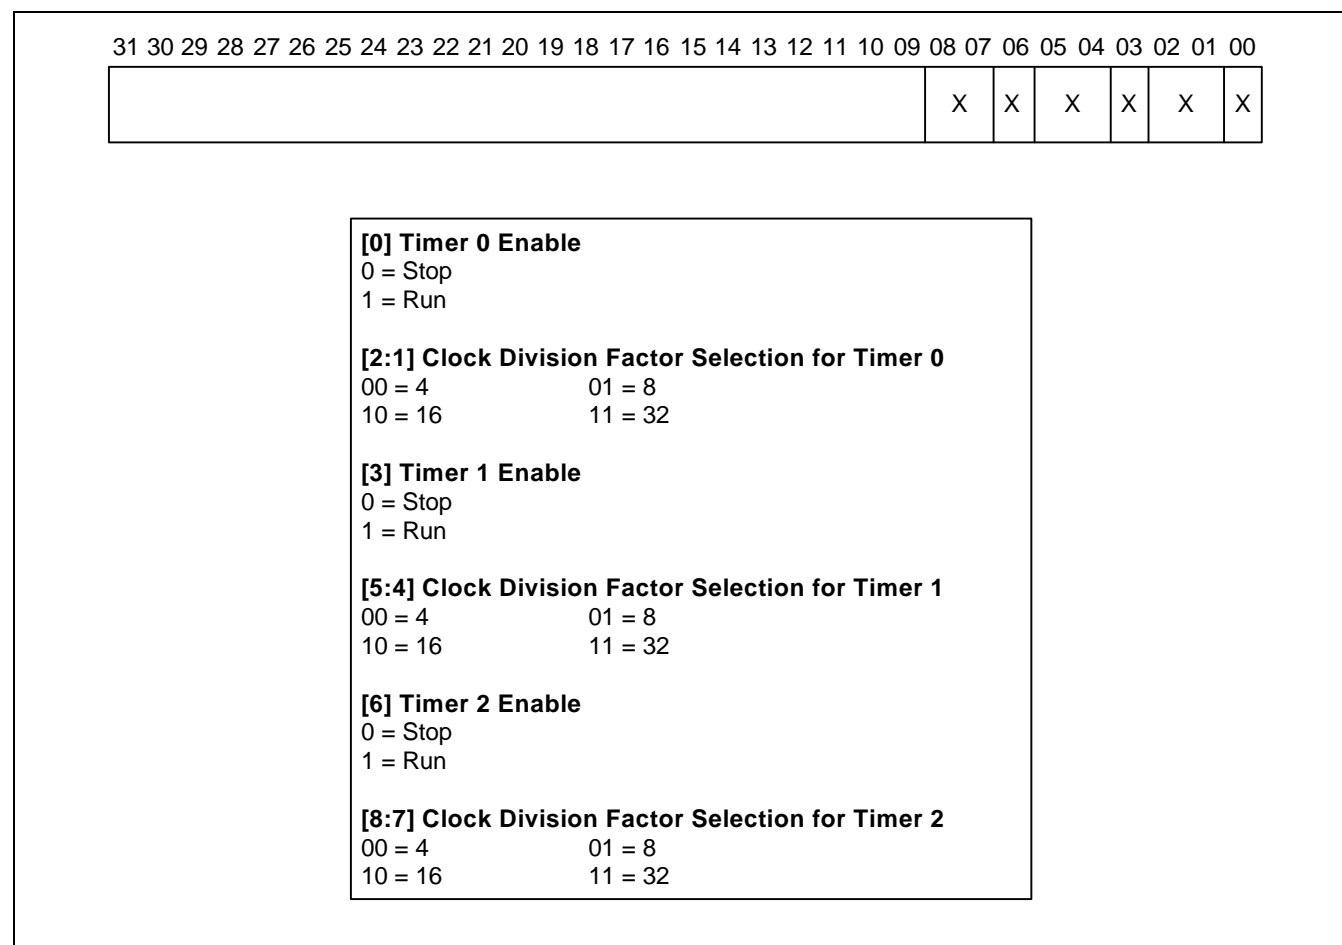 31 30 29 28 27 26 25 24 23 22 21 20 19 18 17 16 15 14 13 12 11 10 09 08 07 06 05 04 03 02 01 00
X X X X X X
[0] Timer 0 Enable
0 = Stop
1 = Run
[2:1] Clock Division Factor Selection for Timer 0
00 = 4 01 = 8
10 = 16 11 = 32
[3] Timer 1 Enable
0 = Stop
1 = Run
[5:4] Clock Division Factor Selection for Timer 1
00 = 4 01 = 8
10 = 16 11 = 32
[6] Timer 2 Enable
0 = Stop
1 = Run
[8:7] Clock Division Factor Selection for Timer 2
00 = 4 01 = 8
10 = 16 11 = 32